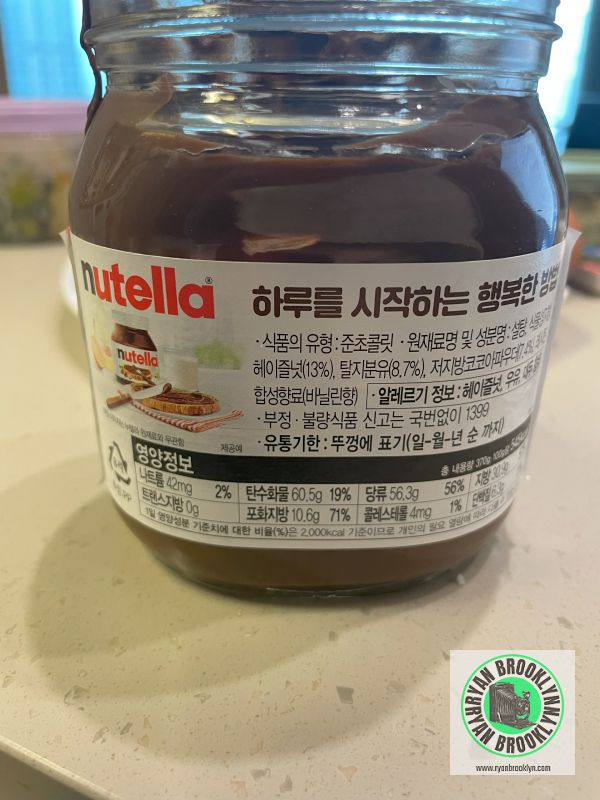 nutella
하루를 시작하는 행복한 방법
nutella
·식품의 유형 : 준초콜릿 ·원재료명 및 성분명 : 설탕,
헤이즐넛(13%), 탈지분유(8.7%), 저지방코코아파우더(7.4%),
합성향료(바닐린향) ·알레르기 정보 : 헤이즐넛, 우유,
·부정·불량식품 신고는 국번없이 1399
제공예
·유통기한 : 뚜껑에 표기(일-월-년 순 까지)
영양정보
총 내용량 370g 100g당
나트륨 42mg 2% 탄수화물 60.5g 19% 당류 56.3g 56% 지방 30.9g
트랜스지방 0g 포화지방 10.6g 71% 콜레스테롤 4mg 1% 단백질 6.3g
1일 영양성분 기준치에 대한 비율(%)은 2,000kcal 기준이므로 개인의 필요 열량에 따라
RYAN BROOKLYN
RYAN BROOKLYN
www.ryanbrooklyn.com